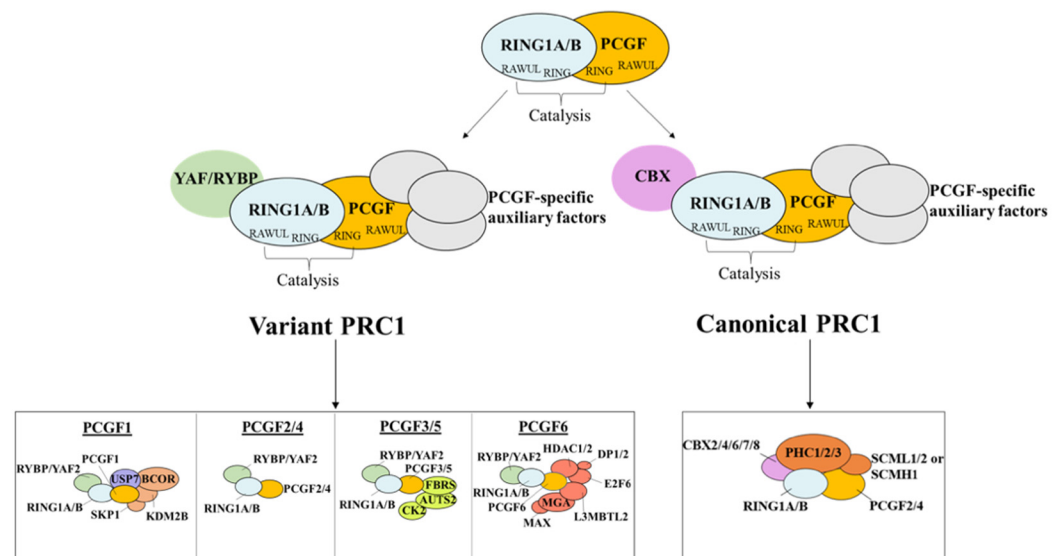 RING1A/B
PCGF
RAWUL
RING
RING
RAWUL
Catalysis
YAF/RYBP
RING1A/B
PCGF
RAWUL
RING
RING
RAWUL
Catalysis
PCGF-specific
auxiliary factors
CBX
RING1A/B
PCGF
RAWUL
RING
RING
RAWUL
Catalysis
PCGF-specific
auxiliary factors
Variant PRC1
Canonical PRC1
PCGF1
RYBP/YAF2
PCGF1
USP7
BCOR
RING1A/B
SKP1
KDM2B
PCGF2/4
RYBP/YAF2
PCGF2/4
RING1A/B
PCGF3/5
RYBP/YAF2
PCGF3/5
FBRS
AUTS2
CK2
RING1A/B
PCGF6
HDAC1/2
DP1/2
RYBP/YAF2
E2F6
RING1A/B
PCGF6
MGA
L3MBTL2
MAX
CBX2/4/6/7/8
PHC1/2/3
SCML1/2 or
SCMH1
RING1A/B
PCGF2/4